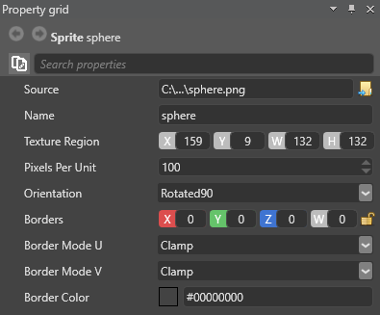 Property grid
Sprite sphere
Search properties
Source C:\...\sphere.png
Name sphere
Texture Region X 159 Y 9 W 132 H 132
Pixels Per Unit 100
Orientation Rotated90
Borders X 0 Y 0 Z 0 W 0
Border Mode U Clamp
Border Mode V Clamp
Border Color #00000000